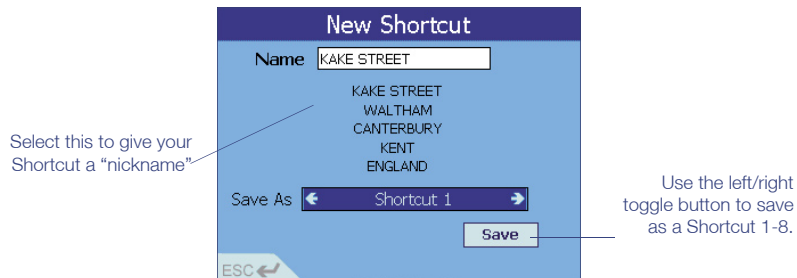 New Shortcut
Name KAKE STREET
KAKE STREET
WALTHAM
CANTERBURY
KENT
ENGLAND
Select this to give your
Shortcut a “nickname”
Save As Shortcut 1
Save
Use the left/right
toggle button to save
as a Shortcut 1-8.
ESC